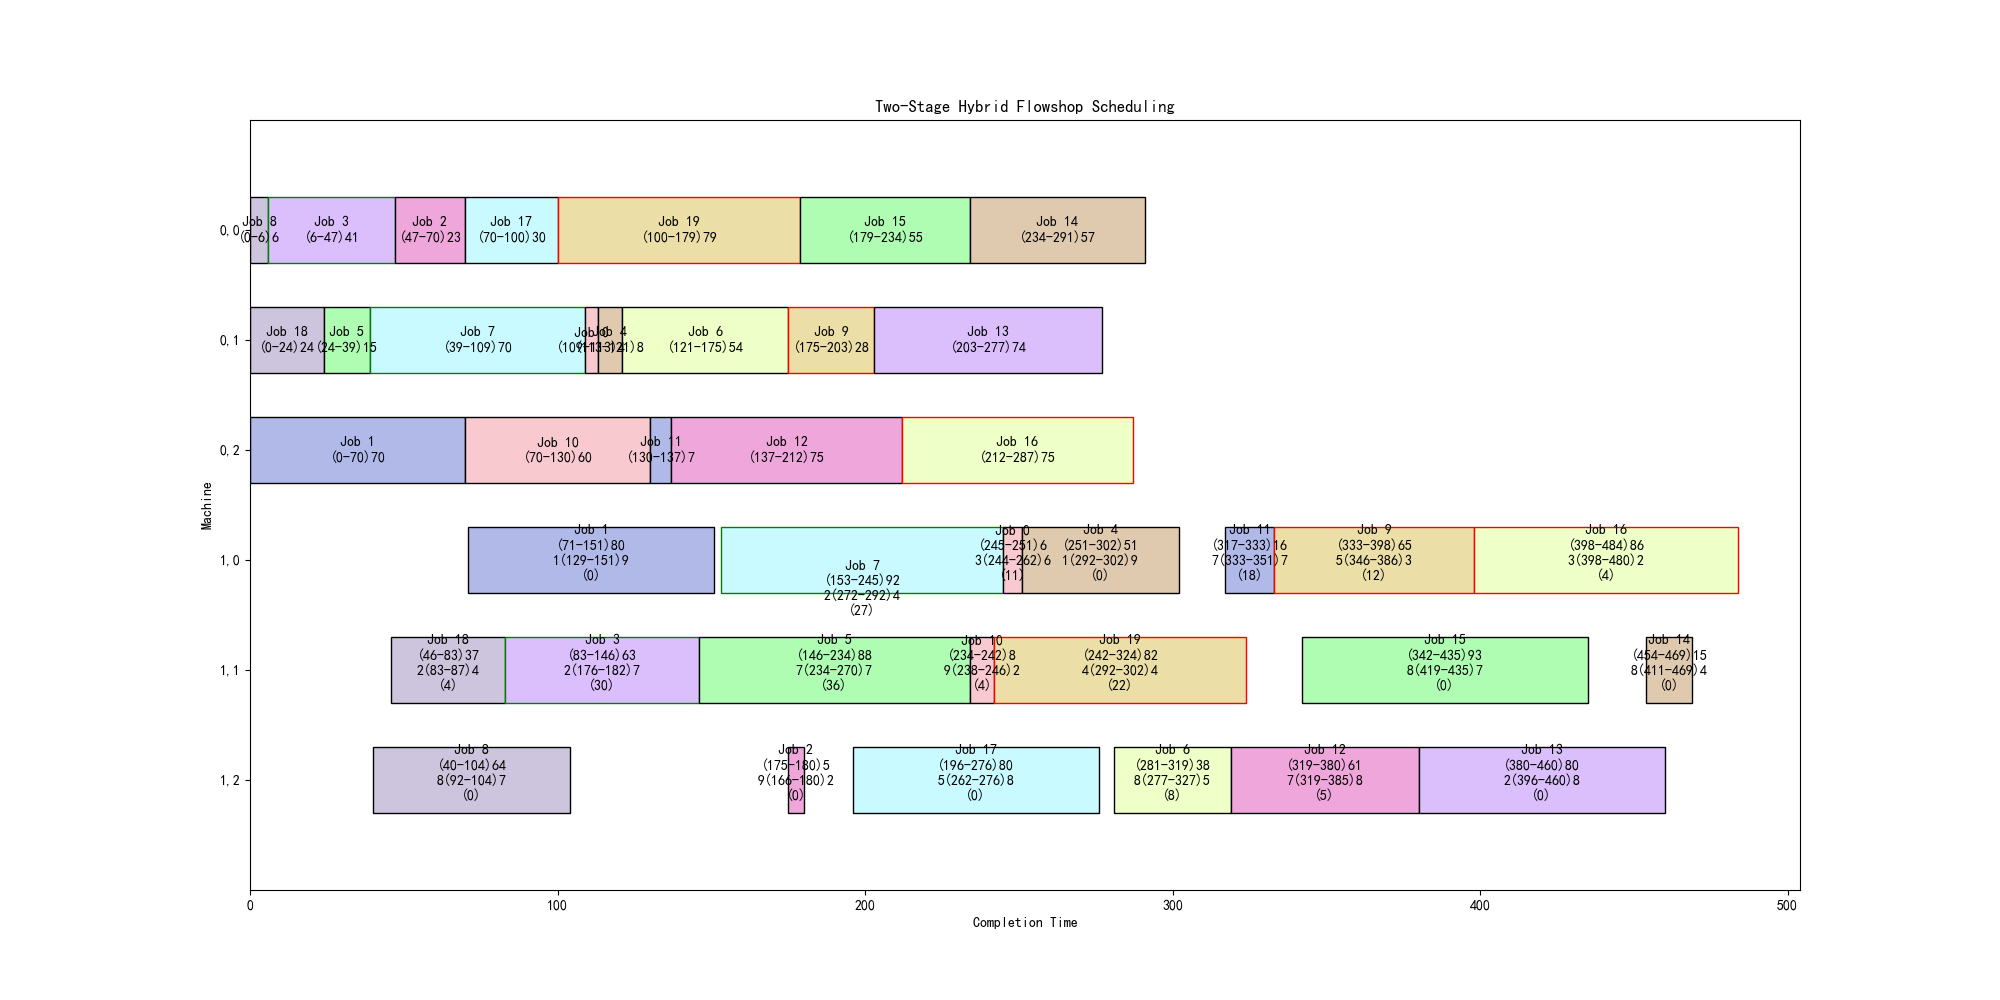 Two-Stage Hybrid Flowshop Scheduling
Machine
0,0
Job 8
(0-6)6
Job 3
(6-47)41
Job 2
(47-70)23
Job 17
(70-100)30
Job 19
(100-179)79
Job 15
(179-234)55
Job 14
(234-291)57
0,1
Job 18
(0-24)24
Job 5
(24-39)15
Job 7
(39-109)70
Job 0
(109-113)4
Job 4
(113-121)8
Job 6
(121-175)54
Job 9
(175-203)28
Job 13
(203-277)74
0,2
Job 1
(0-70)70
Job 10
(70-130)60
Job 11
(130-137)7
Job 12
(137-212)75
Job 16
(212-287)75
1,0
Job 1
(71-151)80
1(129-151)9
(0)
Job 7
(153-245)92
2(272-292)4
(27)
Job 0
(245-251)6
3(244-262)6
(11)
Job 4
(251-302)51
1(292-302)9
(0)
Job 11
(317-333)16
7(333-351)7
(18)
Job 9
(333-398)65
5(346-386)3
(12)
Job 16
(398-484)86
3(398-480)2
(4)
1,1
Job 18
(46-83)37
2(83-87)4
(4)
Job 3
(83-146)63
2(176-182)7
(30)
Job 5
(146-234)88
7(234-270)7
(36)
Job 10
(234-242)8
9(238-246)2
(4)
Job 19
(242-324)82
4(292-302)4
(22)
Job 15
(342-435)93
8(419-435)7
(0)
Job 14
(454-469)15
8(411-469)4
(0)
1,2
Job 8
(40-104)64
8(92-104)7
(0)
Job 2
(175-180)5
9(166-180)2
(0)
Job 17
(196-276)80
5(262-276)8
(0)
Job 6
(281-319)38
8(277-327)5
(8)
Job 12
(319-380)61
7(319-385)8
(5)
Job 13
(380-460)80
2(396-460)8
(0)
0 100 200 300 400 500
Completion Time